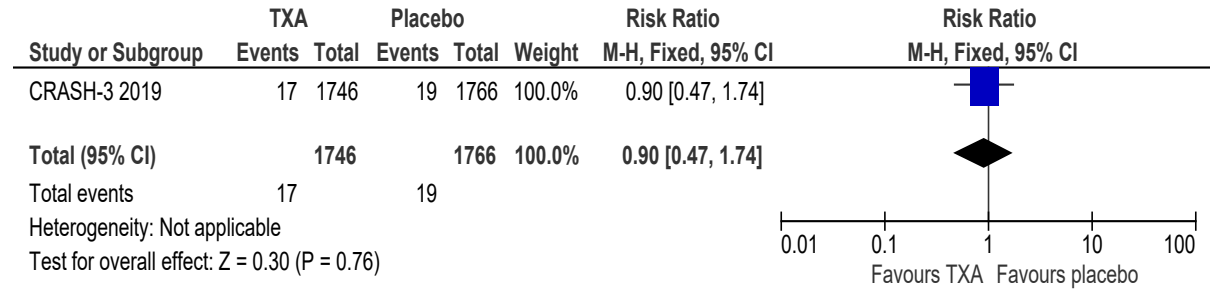 TXA Placebo Risk Ratio Risk Ratio
Study or Subgroup Events Total Events Total Weight M-H, Fixed, 95% CI M-H, Fixed, 95% CI
CRASH-3 2019 17 1746 19 1766 100.0% 0.90 [0.47, 1.74]
Total (95% CI) 1746 1766 100.0% 0.90 [0.47, 1.74]
Total events 17 19
Heterogeneity: Not applicable
Test for overall effect: Z = 0.30 (P = 0.76)
0.01 0.1 1 10 100
Favours TXA Favours placebo